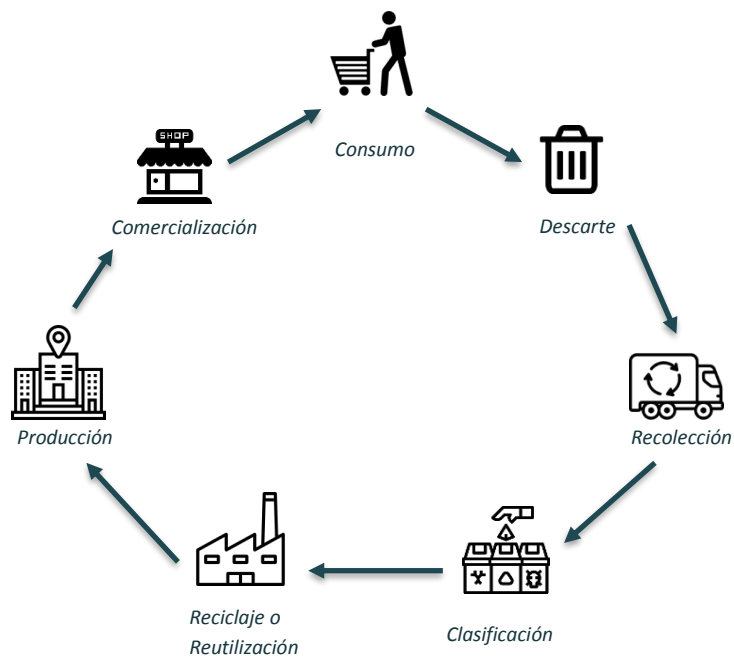 Consumo
SHOP
Comercialización
Descarte
Producción
Recolección
Reciclaje o
Reutilización
Clasificación